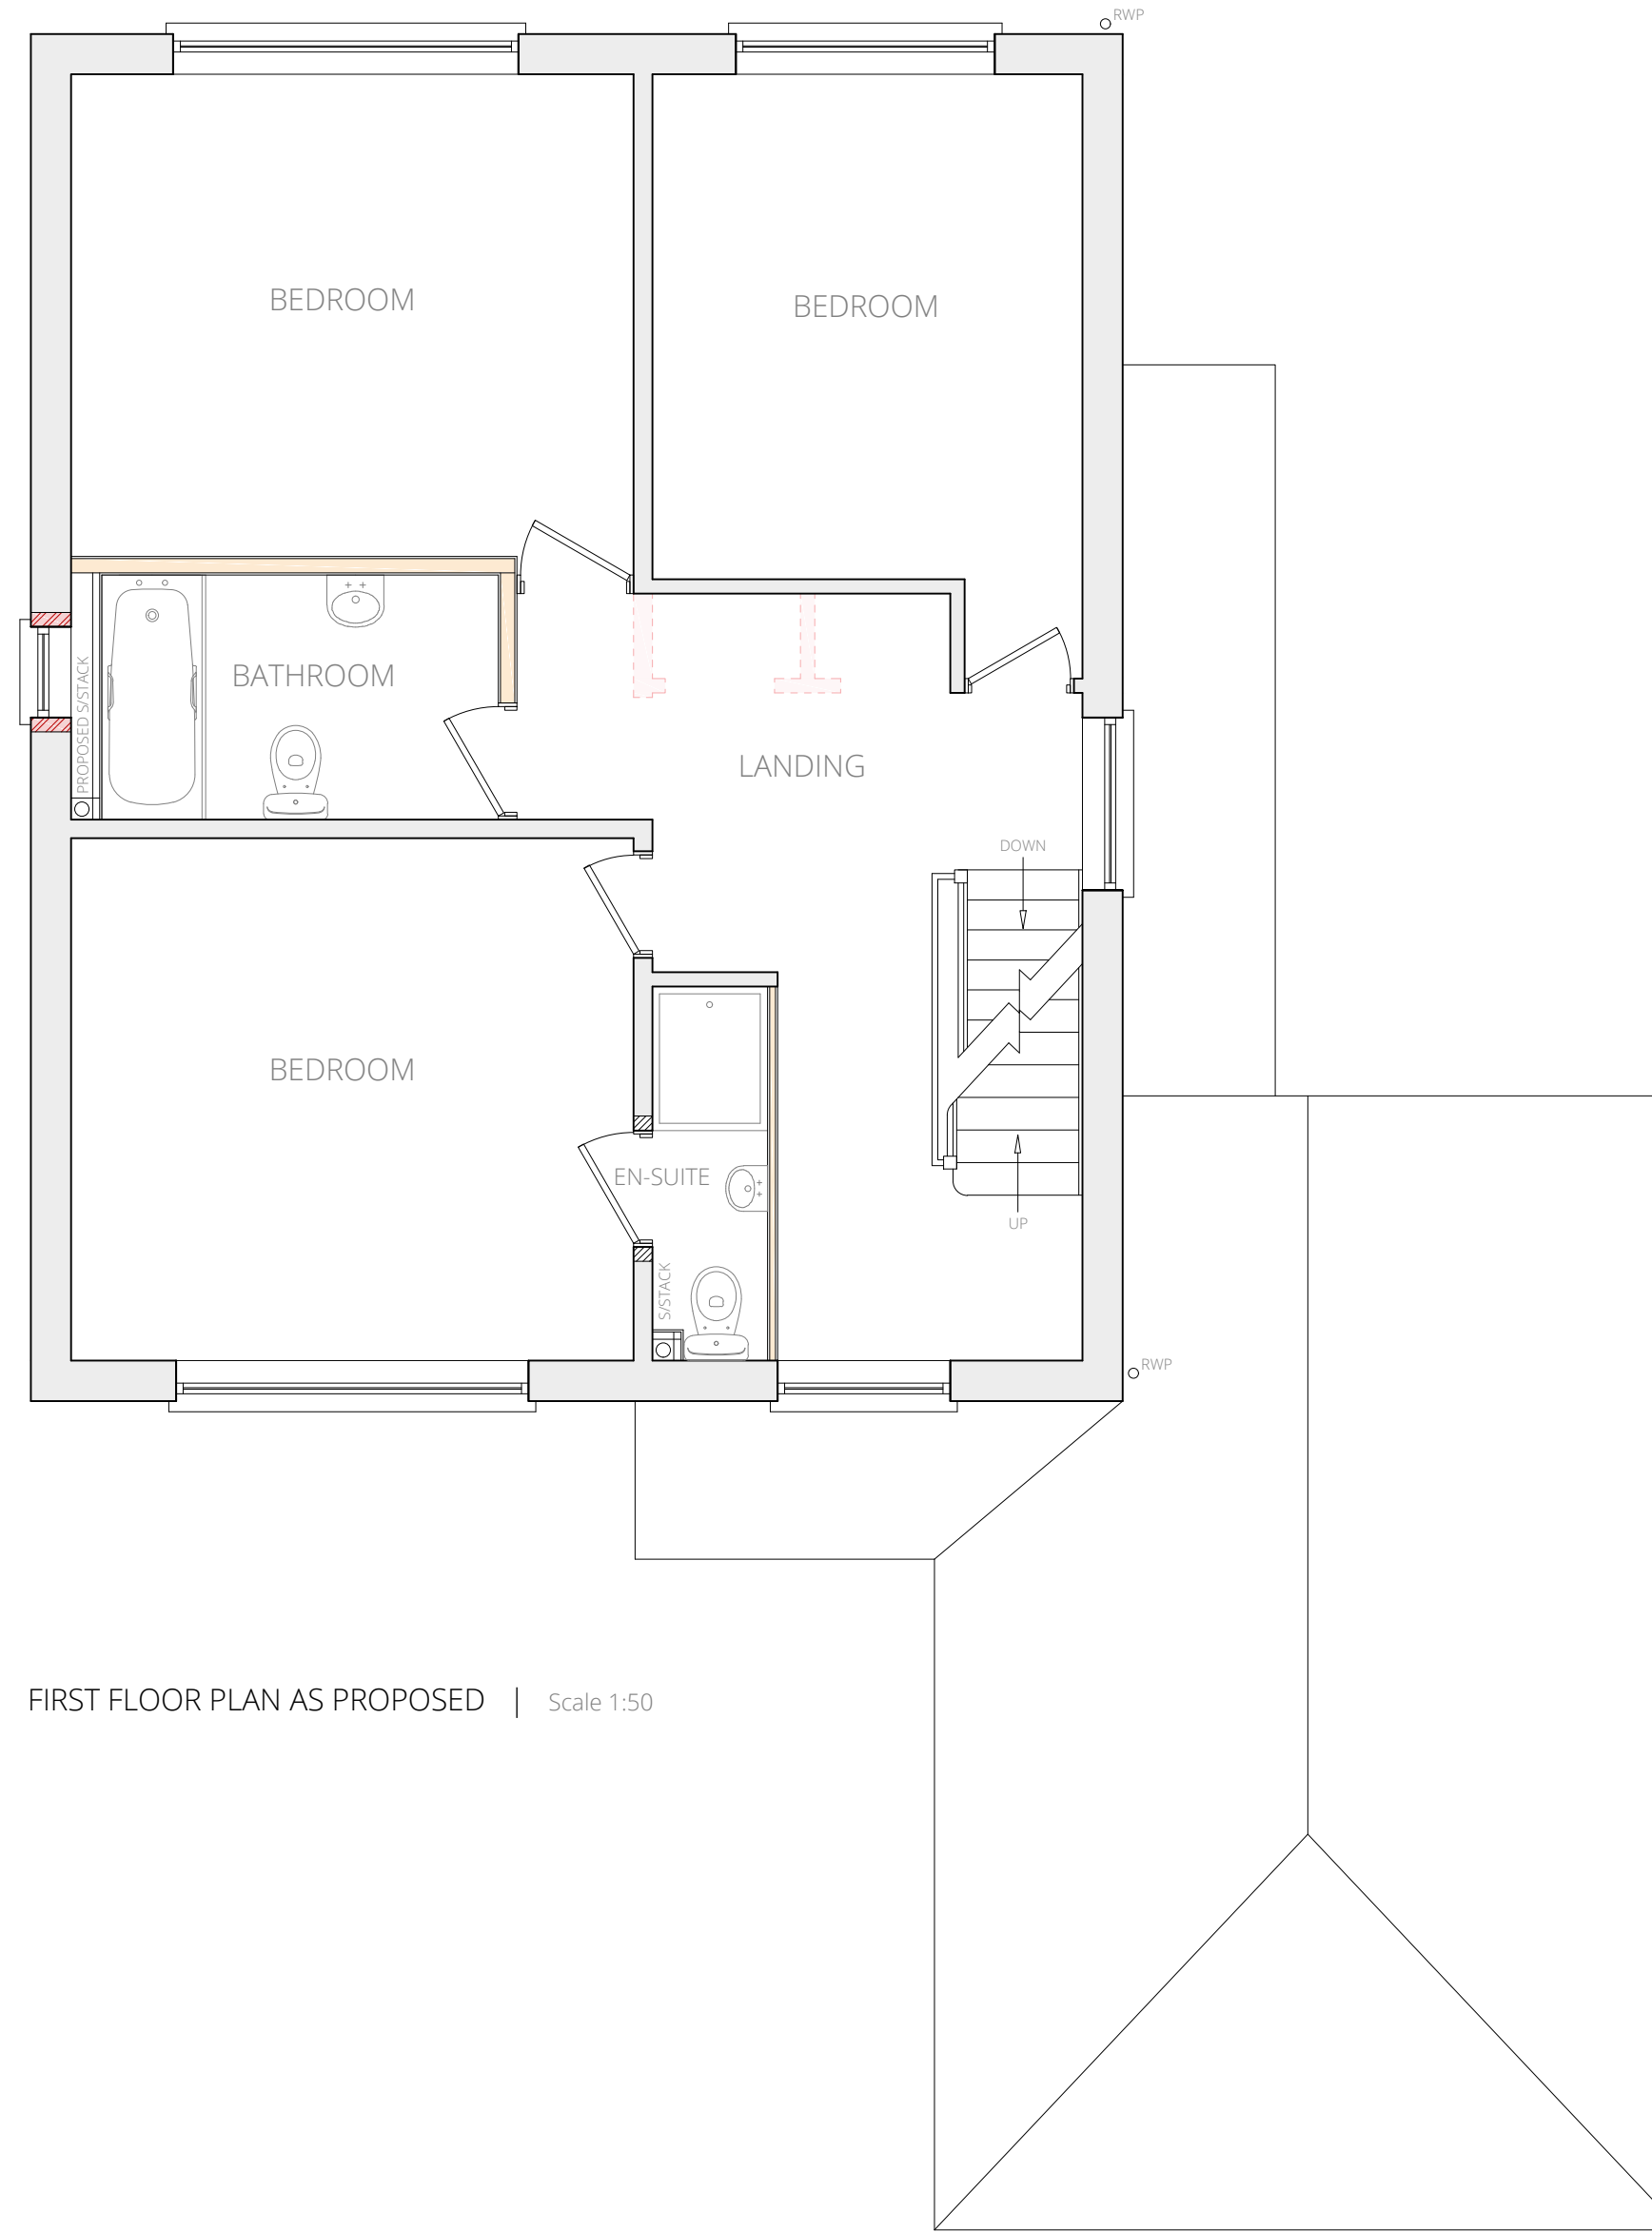 RWP
BEDROOM
BEDROOM
BATHROOM
PROPOSED S/STACK
LANDING
DOWN
BEDROOM
EN-SUITE
UP
S/STACK
RWP
FIRST FLOOR PLAN AS PROPOSED | Scale 1:50